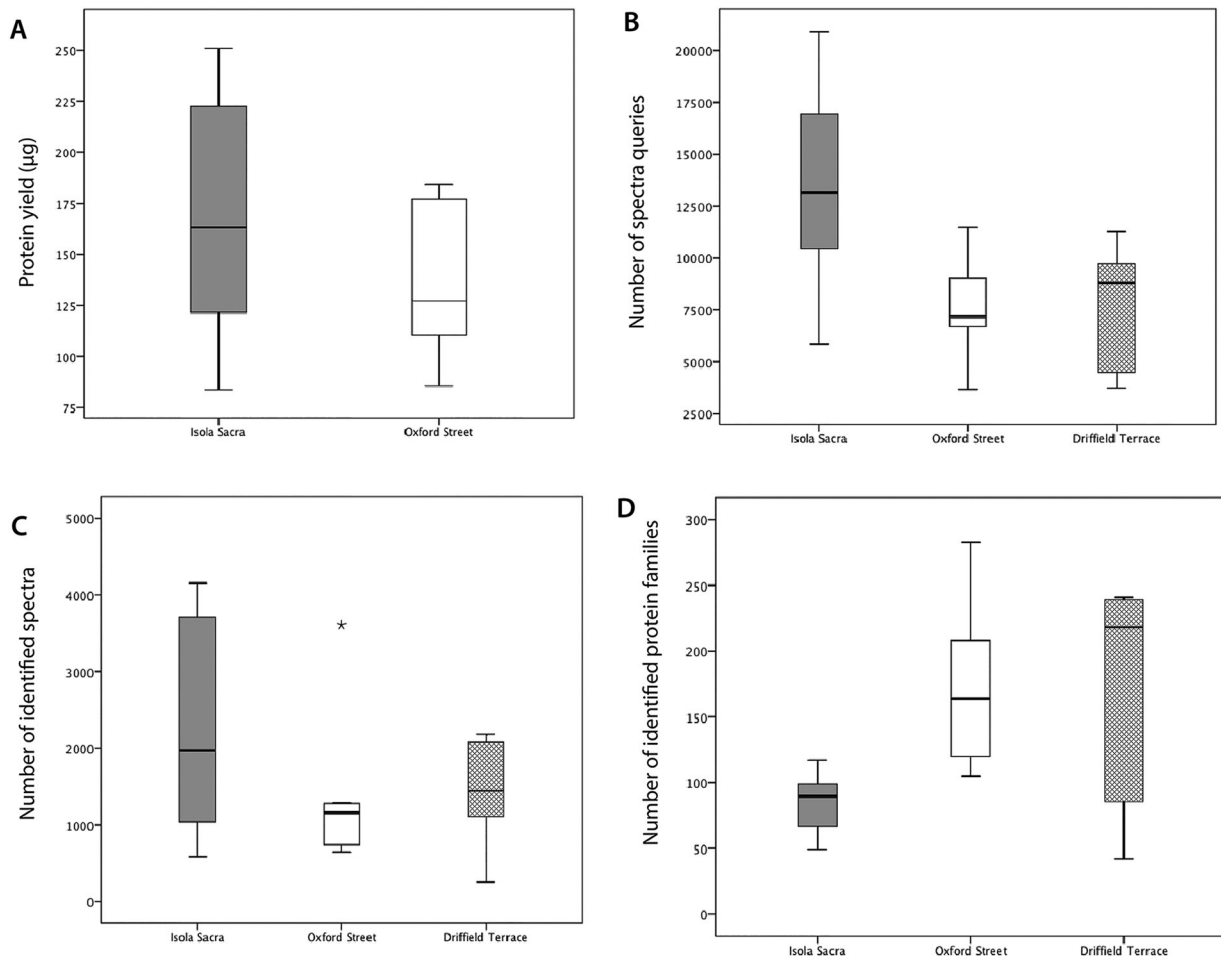 A
Protein yield (µg)
250
225
200
175
150
125
100
75
Isola Sacra
Oxford Street
B
Number of spectra queries
20000
17500
15000
12500
10000
7500
5000
2500
Isola Sacra
Oxford Street
Driffield Terrace
C
Number of identified spectra
5000
4000
3000
2000
1000
0
Isola Sacra
Oxford Street
Driffield Terrace
D
Number of identified protein families
300
250
200
150
100
50
0
Isola Sacra
Oxford Street
Driffield Terrace